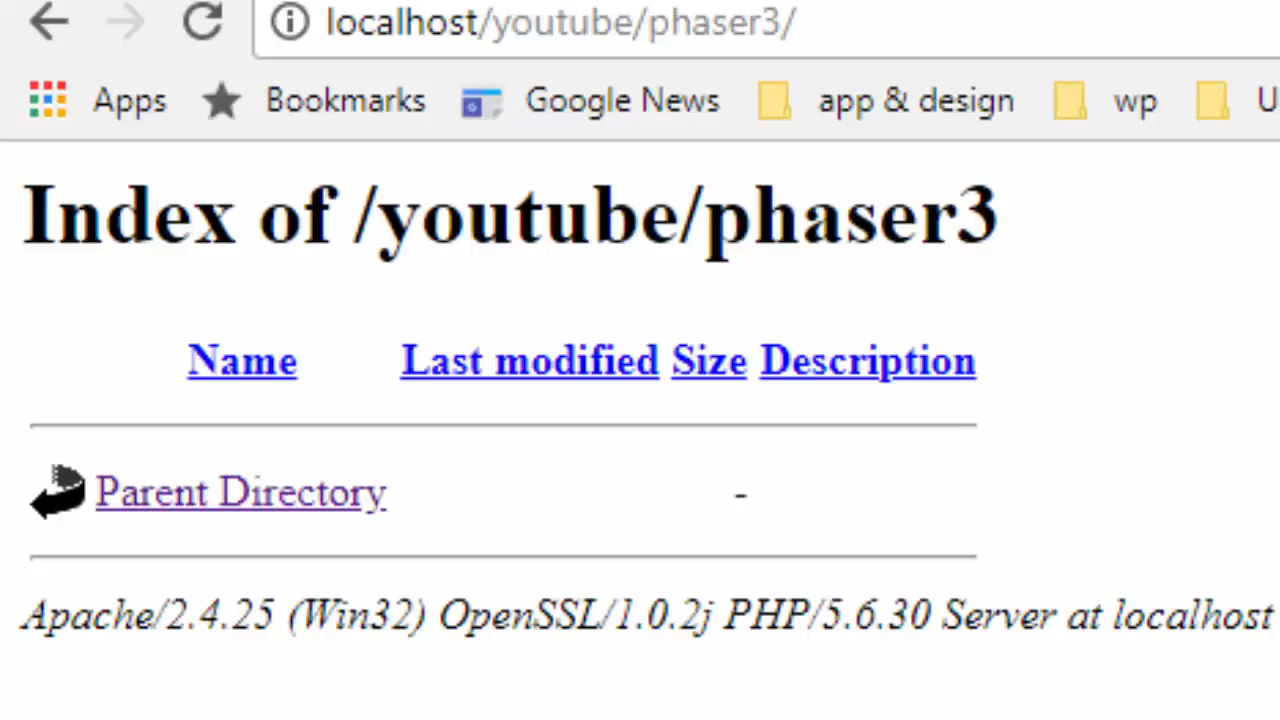 localhost/youtube/phaser3/
Apps Bookmarks Google News app & design wp U
Index of /youtube/phaser3
Name Last modified Size Description
Parent Directory -
Apache/2.4.25 (Win32) OpenSSL/1.0.2j PHP/5.6.30 Server at localhost